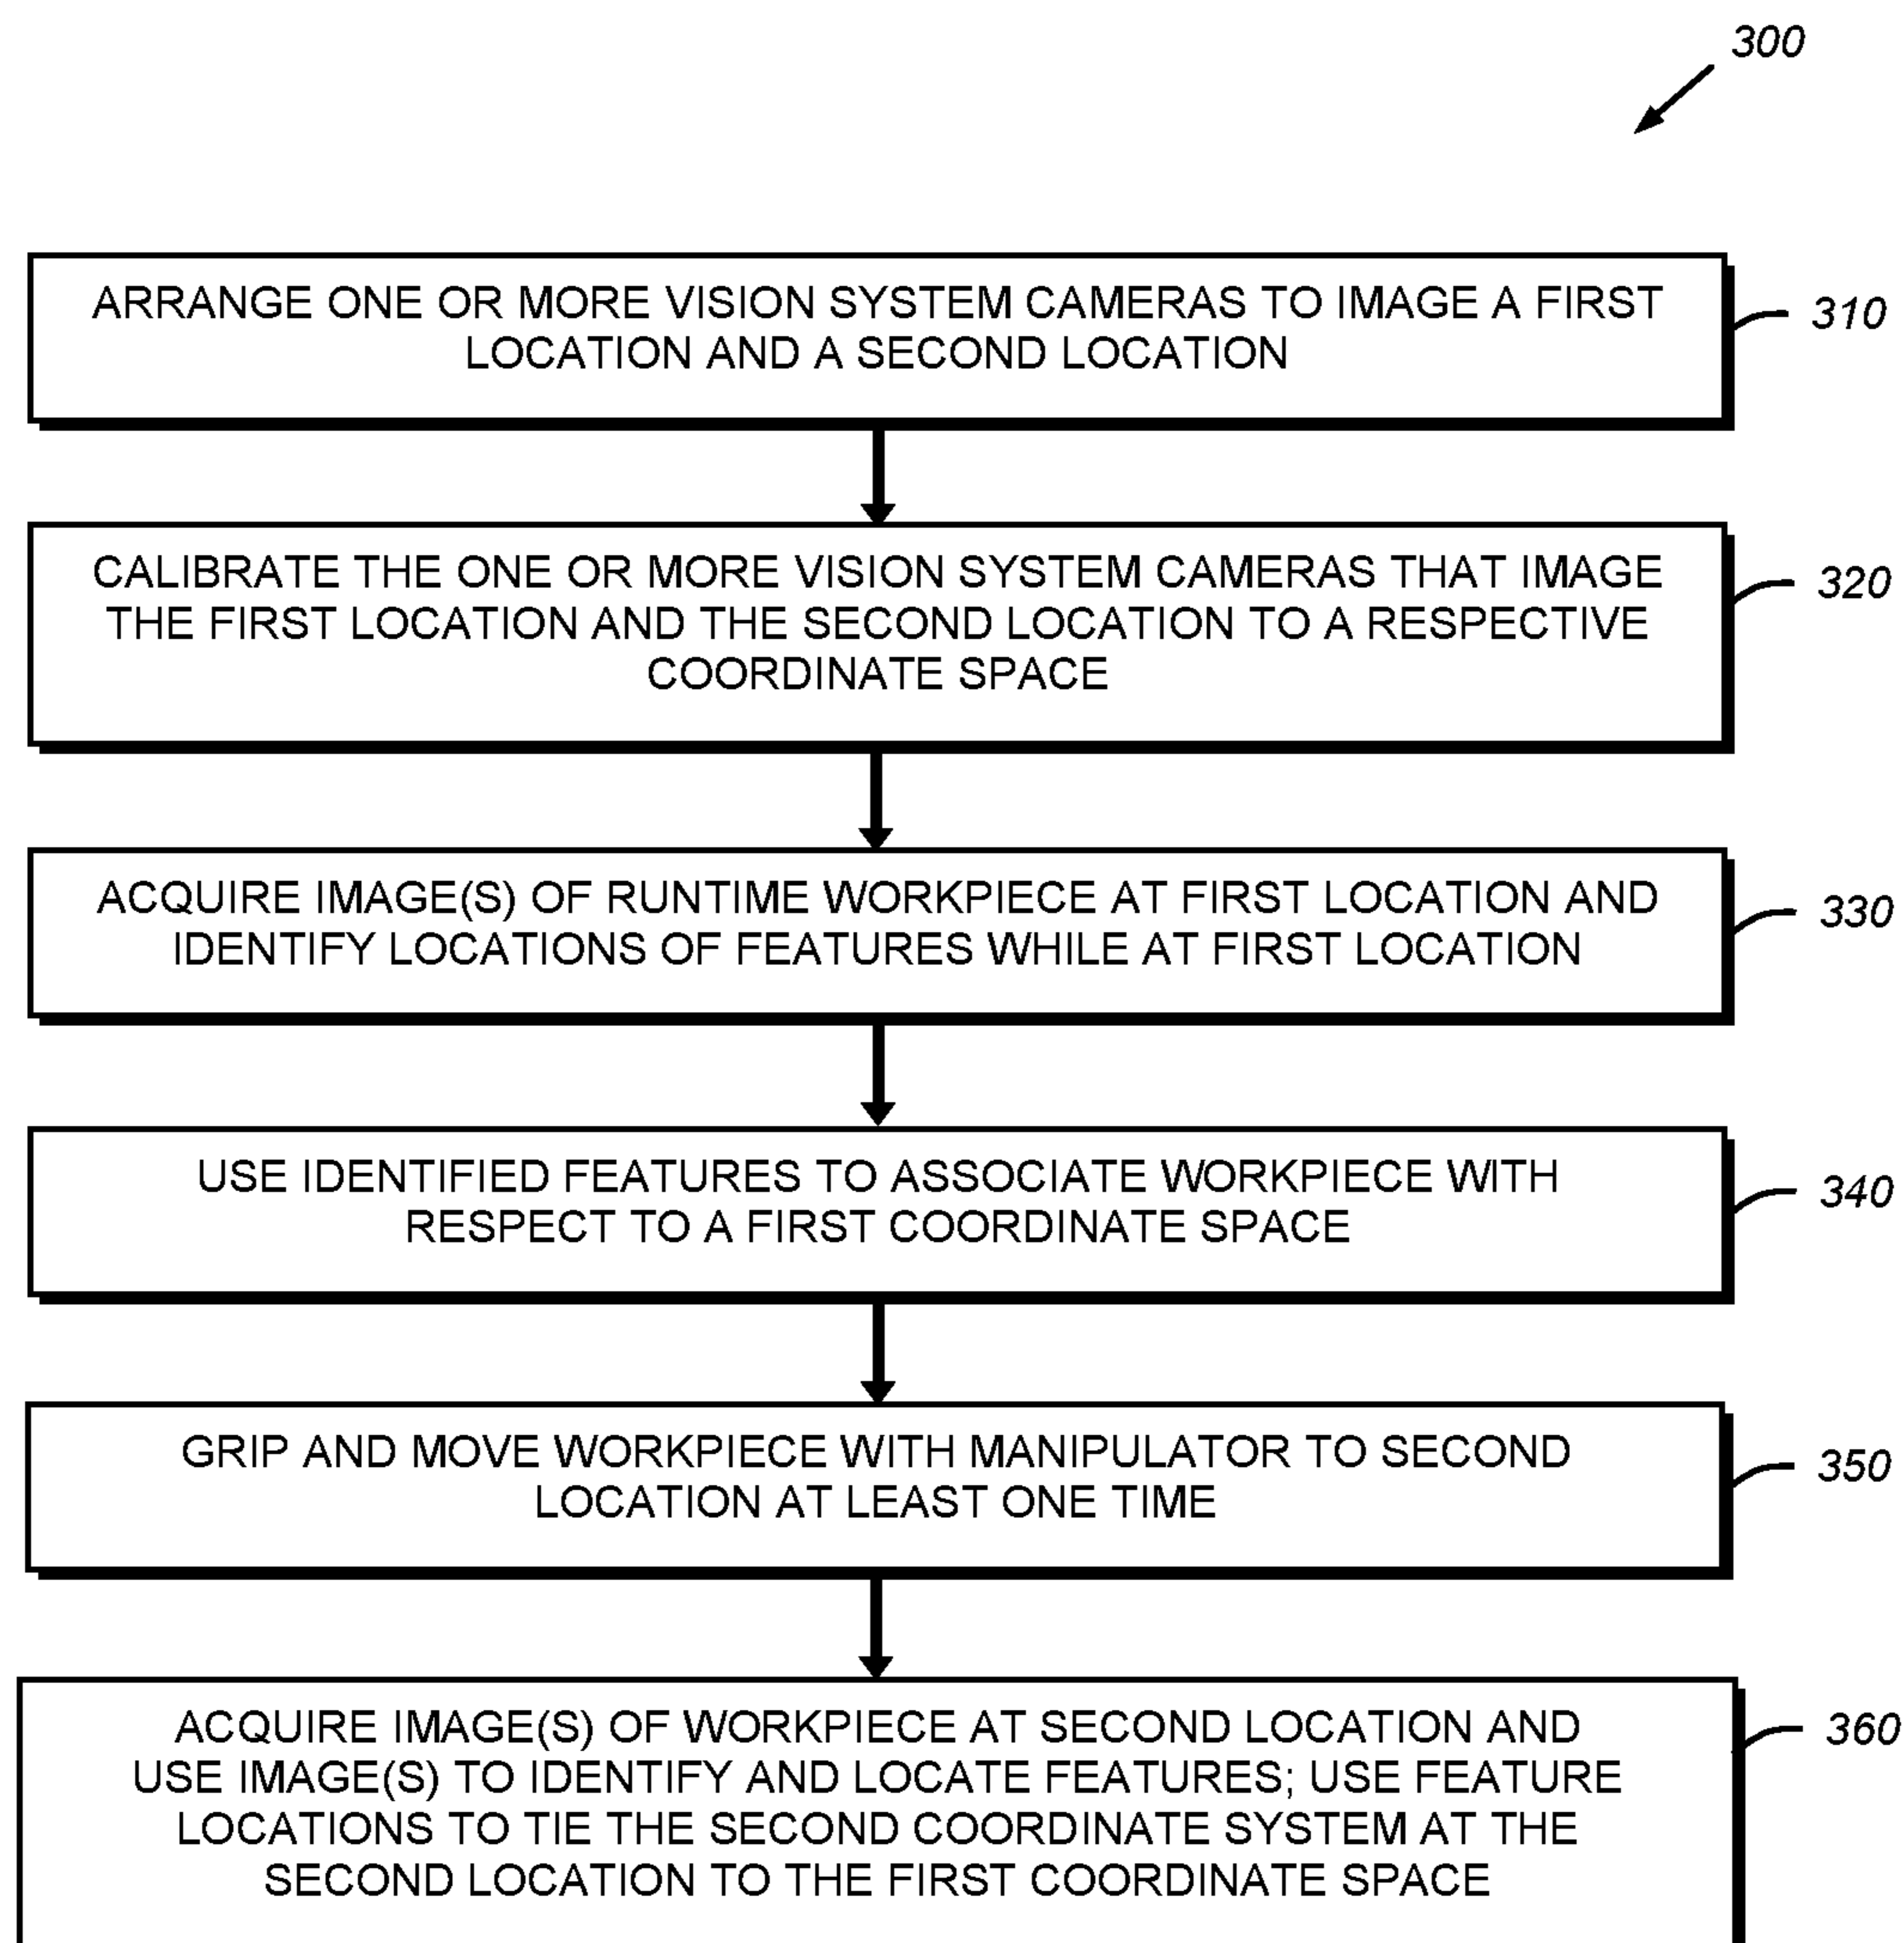 300
ARRANGE ONE OR MORE VISION SYSTEM CAMERAS TO IMAGE A FIRST
LOCATION AND A SECOND LOCATION
310
CALIBRATE THE ONE OR MORE VISION SYSTEM CAMERAS THAT IMAGE
THE FIRST LOCATION AND THE SECOND LOCATION TO A RESPECTIVE
COORDINATE SPACE
320
ACQUIRE IMAGE(S) OF RUNTIME WORKPIECE AT FIRST LOCATION AND
IDENTIFY LOCATIONS OF FEATURES WHILE AT FIRST LOCATION
330
USE IDENTIFIED FEATURES TO ASSOCIATE WORKPIECE WITH
RESPECT TO A FIRST COORDINATE SPACE
340
GRIP AND MOVE WORKPIECE WITH MANIPULATOR TO SECOND
LOCATION AT LEAST ONE TIME
350
ACQUIRE IMAGE(S) OF WORKPIECE AT SECOND LOCATION AND
USE IMAGE(S) TO IDENTIFY AND LOCATE FEATURES; USE FEATURE
LOCATIONS TO TIE THE SECOND COORDINATE SYSTEM AT THE
SECOND LOCATION TO THE FIRST COORDINATE SPACE
360